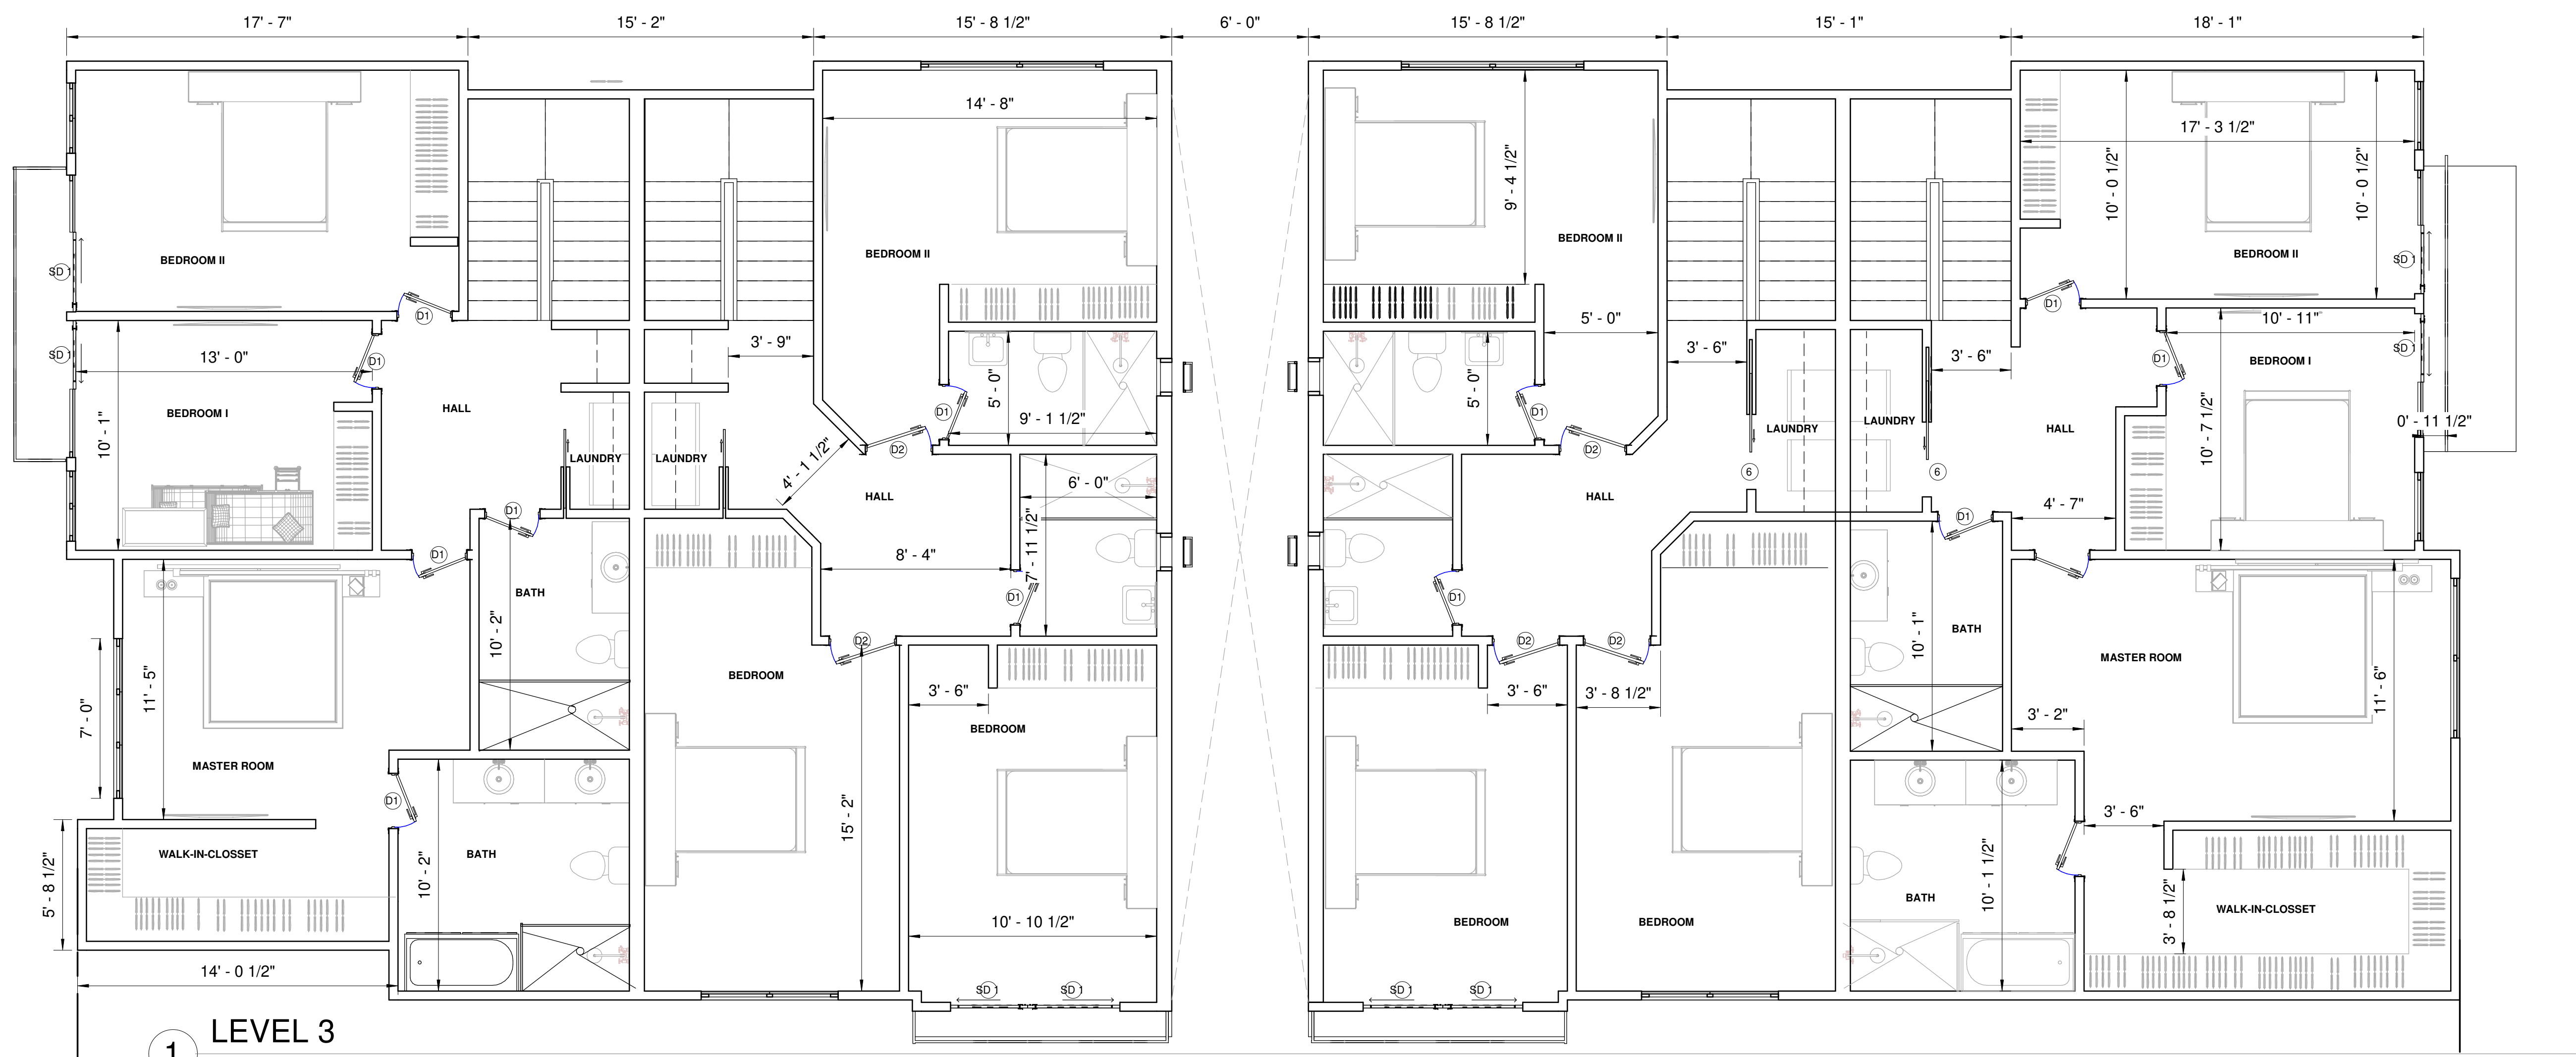 17' - 7"
15' - 2"
15' - 8 1/2"
6' - 0"
15' - 8 1/2"
15' - 1"
18' - 1"
14' - 8"
9' - 4 1/2"
17' - 3 1/2"
10' - 0 1/2"
10' - 0 1/2"
BEDROOM II
BEDROOM II
BEDROOM II
BEDROOM II
SD 1
SD 1
D1
D1
5' - 0"
10' - 11"
SD 1
13' - 0"
D1
3' - 9"
3' - 6"
3' - 6"
D1
BEDROOM I
SD 1
BEDROOM I
HALL
10' - 1"
5' - 0"
D1
9' - 1 1/2"
5' - 0"
D1
LAUNDRY
LAUNDRY
HALL
10' - 7 1/2"
0' - 11 1/2"
LAUNDRY
LAUNDRY
4' - 1 1/2"
D2
D2
6
6
HALL
6' - 0"
HALL
4' - 7"
D1
D1
D1
8' - 4"
7' - 11 1/2"
BATH
10' - 2"
D1
D1
10' - 1"
BATH
D2
D2
D2
MASTER ROOM
BEDROOM
11' - 5"
7' - 0"
3' - 6"
3' - 6"
3' - 8 1/2"
11' - 6"
BEDROOM
3' - 2"
MASTER ROOM
D1
15' - 2"
3' - 6"
WALK-IN-CLOSSET
BATH
5' - 8 1/2"
10' - 2"
10' - 1 1/2"
BATH
3' - 8 1/2"
WALK-IN-CLOSSET
10' - 10 1/2"
BEDROOM
BEDROOM
14' - 0 1/2"
SD 1
SD 1
SD 1
SD 1
1
LEVEL 3